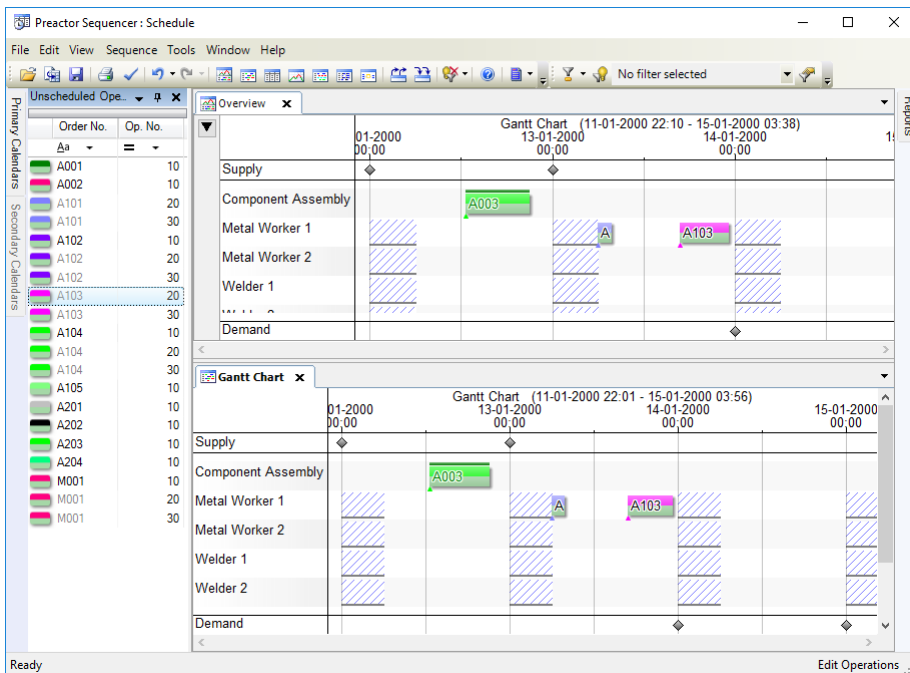 Preactor Sequencer : Schedule
File Edit View Sequence Tools Window Help
No filter selected
Primary Calendars
Secondary Calendars
Unscheduled Ope...
Order No. Op. No.
Aa =
A001 10
A002 10
A101 20
A101 30
A102 10
A102 20
A102 30
A103 20
A103 30
A104 10
A104 20
A104 30
A105 10
A201 10
A202 10
A203 10
A204 10
M001 10
M001 20
M001 30
Overview
Gantt Chart (11-01-2000 22:10 - 15-01-2000 03:38)
01-2000 13-01-2000 14-01-2000 1
00:00 00:00 00:00
Supply
Component Assembly A003
Metal Worker 1 A A103
Metal Worker 2
Welder 1
Demand
Gantt Chart
Gantt Chart (11-01-2000 22:01 - 15-01-2000 03:56)
01-2000 13-01-2000 14-01-2000 15-01-2000
00:00 00:00 00:00 00:00
Supply
Component Assembly A003
Metal Worker 1 A A103
Metal Worker 2
Welder 1
Welder 2
Demand
Reports
Ready Edit Operations